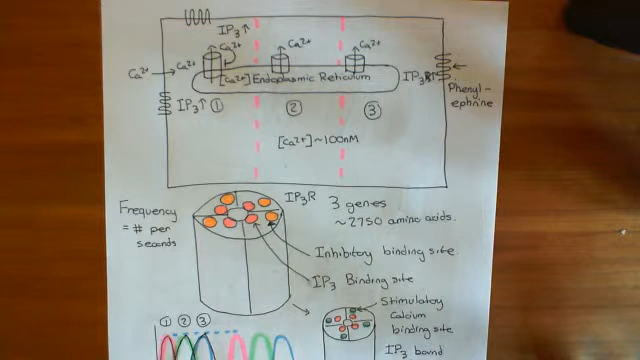 IP3↑
Ca2+ Ca2+ Ca2+
Ca2+ → Ca2+
[Ca2+] Endoplasmic Reticulum
IP3↑
IP3↑ ① ② ③
Phenyl-
ephrine
[Ca2+] ~100nM
IP3R
3 genes
~2750 amino acids.
Frequency
= # per
seconds
Inhibitory binding site.
IP3 Binding site
Stimulatory
Calcium
binding site
IP3 bound
① ② ③